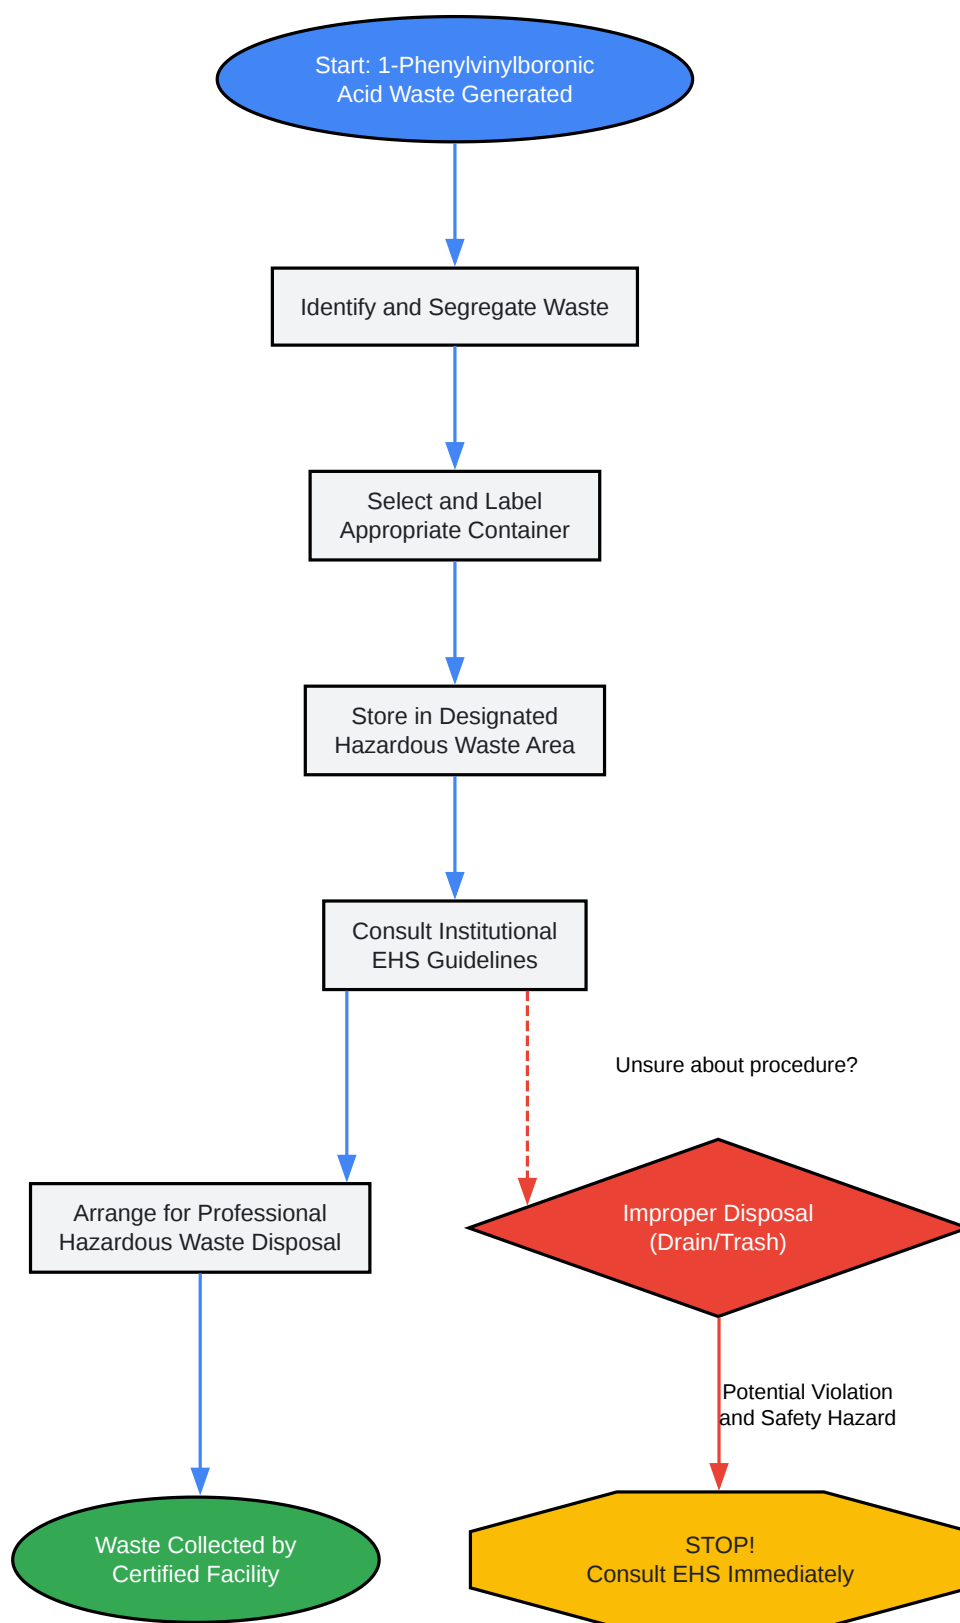 Start: 1-Phenylvinylboronic
Acid Waste Generated
Identify and Segregate Waste
Select and Label
Appropriate Container
Store in Designated
Hazardous Waste Area
Consult Institutional
EHS Guidelines
Unsure about procedure?
Arrange for Professional
Hazardous Waste Disposal
Improper Disposal
(Drain/Trash)
Potential Violation
and Safety Hazard
Waste Collected by
Certified Facility
STOP!
Consult EHS Immediately